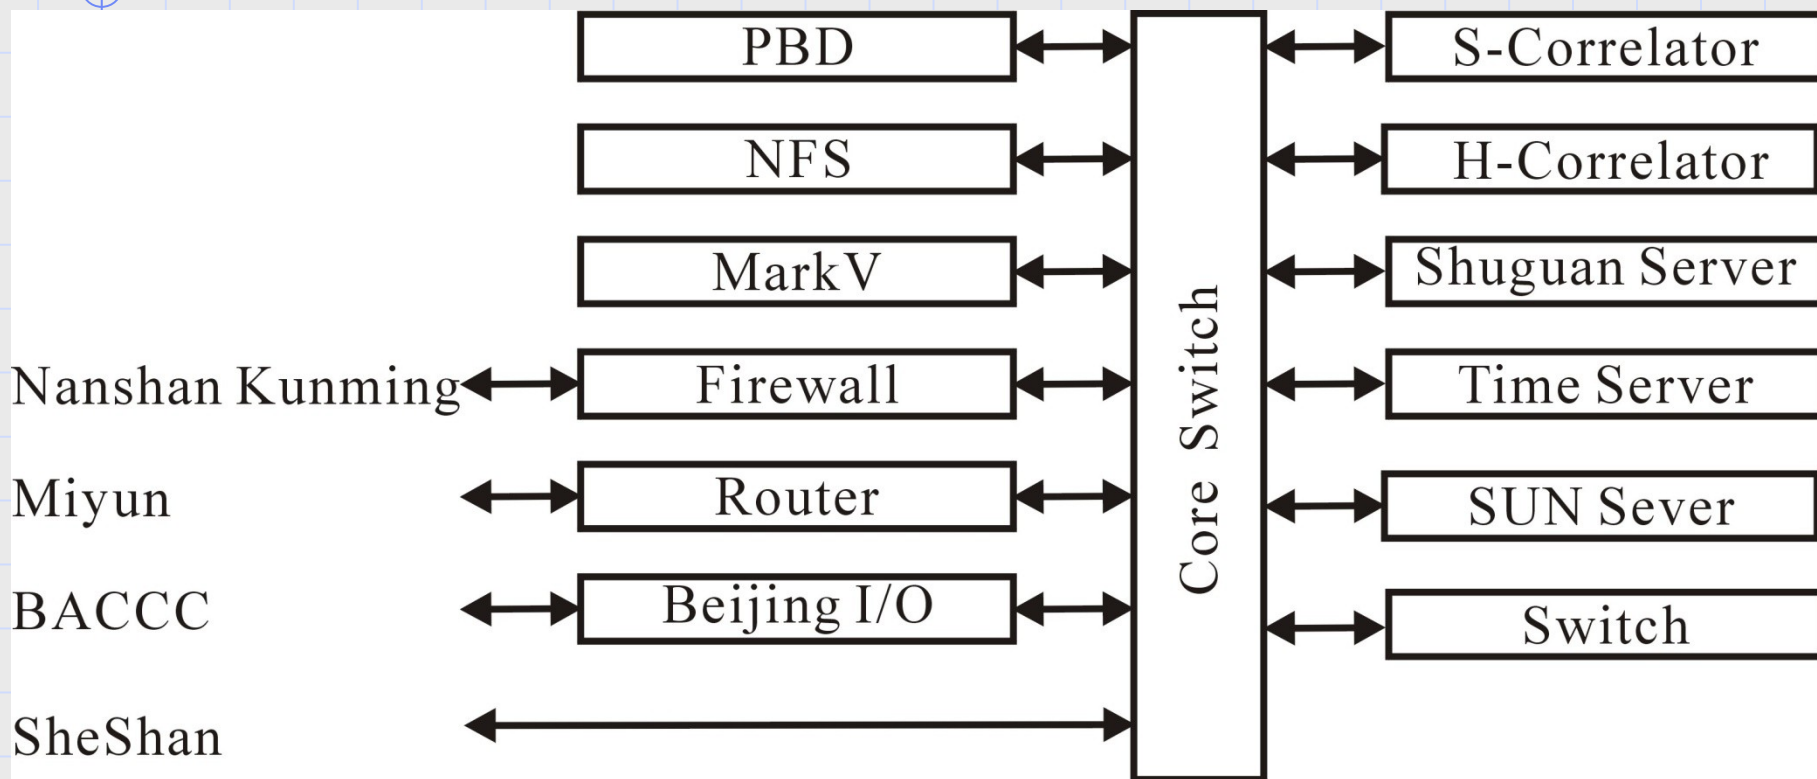 PBD
S-Correlator
NFS
H-Correlator
MarkV
Shuguan Server
Nanshan Kunming
Firewall
Time Server
Miyun
Router
SUN Sever
BACCC
Beijing I/O
Switch
SheShan
Core Switch